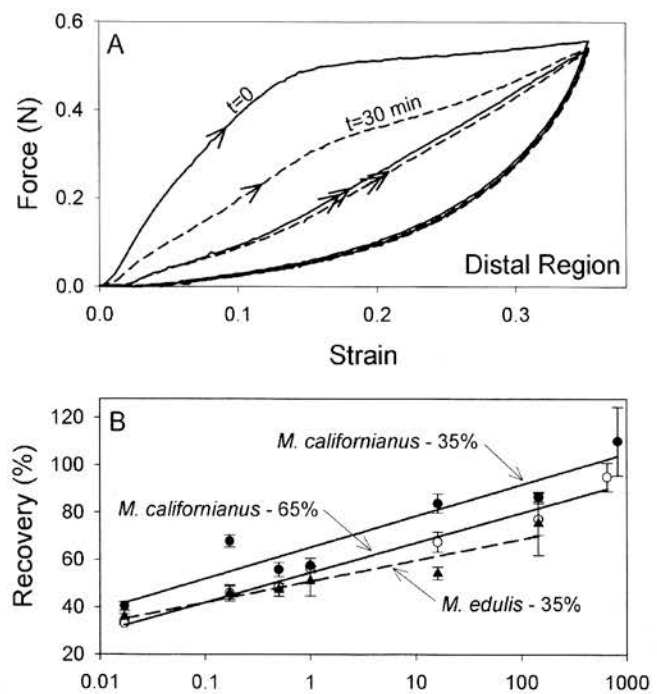 A
0.6
0.4
0.2
0.0
Force (N)
t=0
t=30 min
Distal Region
0.0
0.1
0.2
0.3
Strain
B
120
100
80
60
40
20
Recovery (%)
M. californianus - 35%
M. californianus - 65%
M. edulis - 35%
0.01
0.1
1
10
100
1000